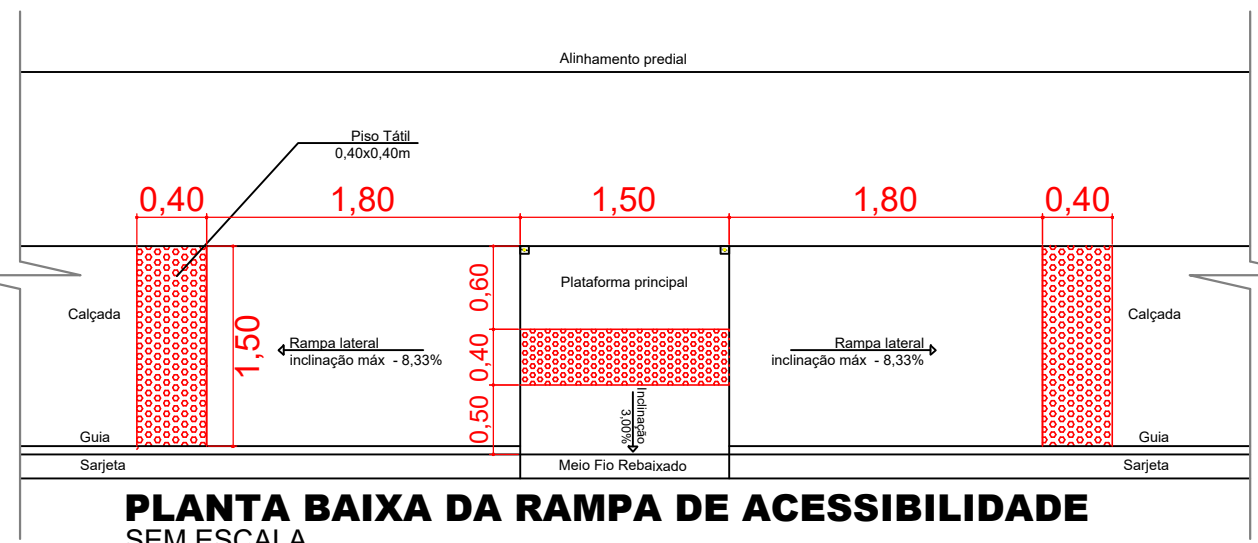 Alinhamento predial
Piso Tátil
0,40x0,40m
0,40
1,80
1,50
1,80
0,40
Plataforma principal
0,60
Calçada
Calçada
1,50
Rampa lateral
inclinação máx - 8,33%
0,40
Rampa lateral
inclinação máx - 8,33%
Inclinação
3,00%
0,50
Guia
Guia
Sarjeta
Meio Fio Rebaixado
Sarjeta
PLANTA BAIXA DA RAMPA DE ACESSIBILIDADE
SEM ESCALA